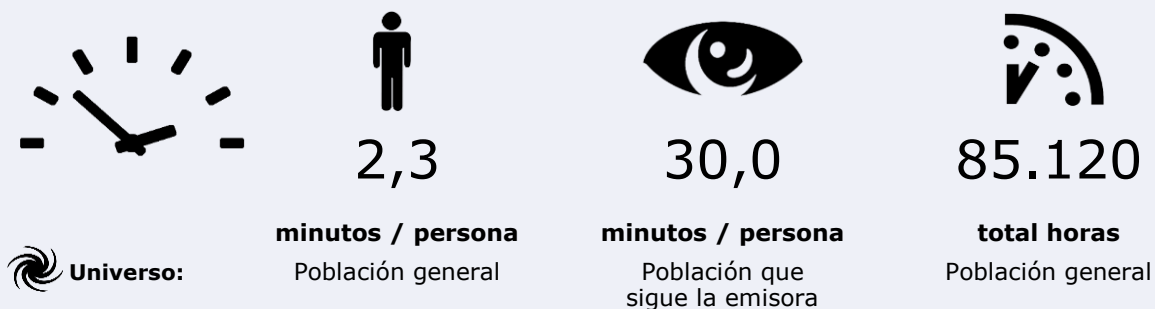 2,3
30,0
85.120
minutos / persona
minutos / persona
total horas
Universo:
Población general
Población que
sigue la emisora
Población general